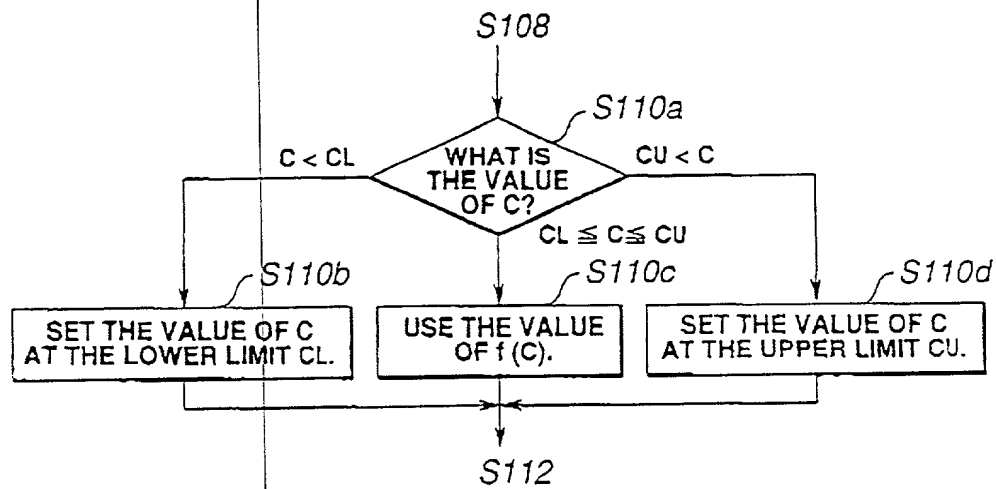 S108
S110a
C < CL
WHAT IS
THE VALUE
OF C?
CU < C
CL ≦ C ≦ CU
S110b
S110c
S110d
SET THE VALUE OF C
AT THE LOWER LIMIT CL.
USE THE VALUE
OF f (C).
SET THE VALUE OF C
AT THE UPPER LIMIT CU.
S112